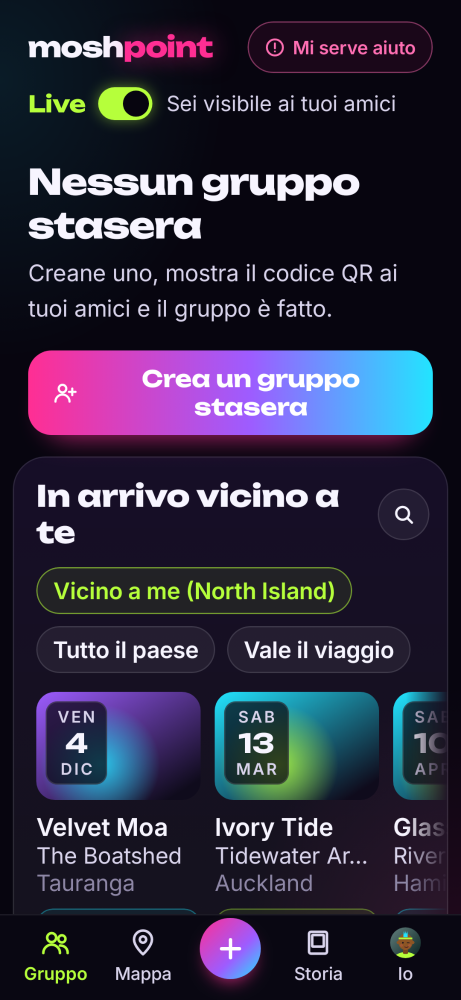 moshpoint
Mi serve aiuto
Live
Sei visibile ai tuoi amici
Nessun gruppo
stasera
Creane uno, mostra il codice QR ai
tuoi amici e il gruppo è fatto.
Crea un gruppo
stasera
In arrivo vicino a
te
Vicino a me (North Island)
Tutto il paese
Vale il viaggio
VEN
4
DIC
Velvet Moa
The Boatshed
Tauranga
SAB
13
MAR
Ivory Tide
Tidewater Ar...
Auckland
Gruppo
Mappa
Storia
Io